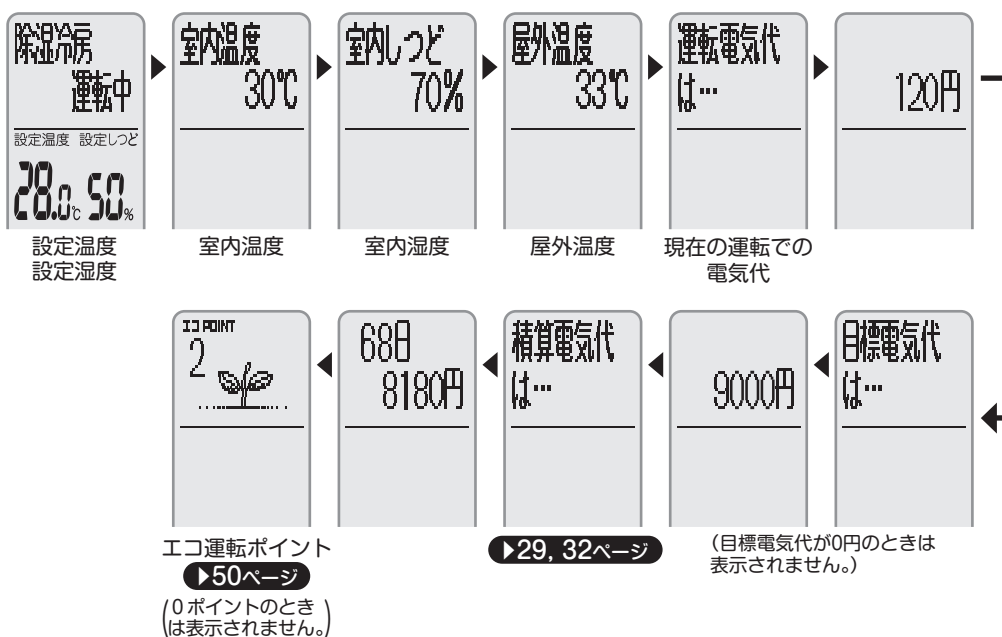 除湿冷房
運転中
設定温度 設定しつど
28.0℃ 50%
設定温度
設定湿度
室内温度
30℃
室内温度
室内しつど
70%
室内湿度
屋外温度
33℃
屋外温度
運転電気代
は…
現在の運転での
電気代
120円
目標電気代
は…
9000円
(目標電気代が0円のときは
表示されません。)
積算電気代
は…
▶29, 32ページ
68日
8180円
エコ POINT
2
エコ運転ポイント
▶50ページ
(0 ポイントのとき
は表示されません。)